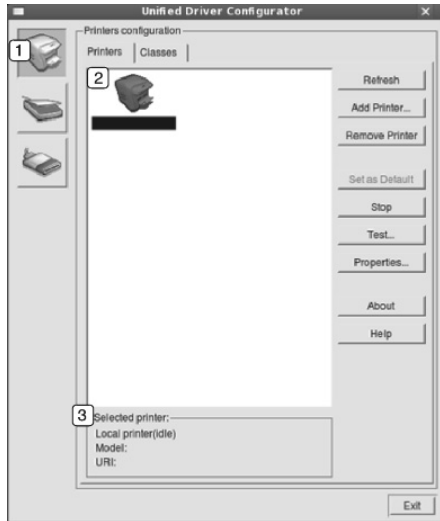 Unified Driver Configurator
1
Printers configuration
Printers
Classes
2
Refresh
Add Printer...
Remove Printer
Set as Default
Stop
Test...
Properties...
About
Help
3
Selected printer:
Local printer(idle)
Model:
URI:
Exit